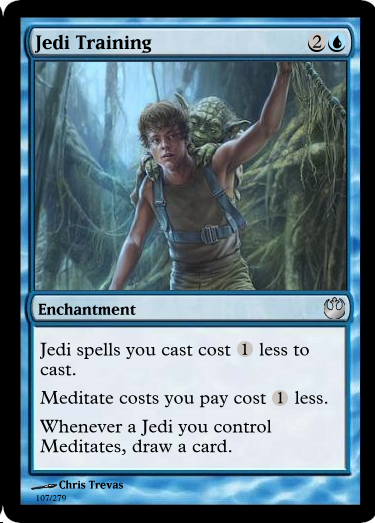 Jedi Training 2
Enchantment
Jedi spells you cast cost 1 less to
cast.
Meditate costs you pay cost 1 less.
Whenever a Jedi you control
Meditates, draw a card.
Chris Trevas
107/279